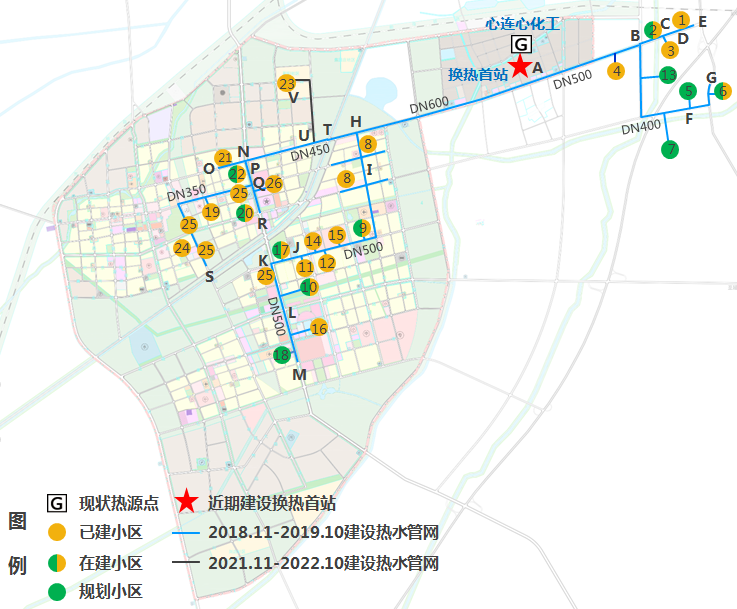 心连心化工
G
换热首站
A
DN500
DN600
B
2
C
1
E
3
D
4
13
5
G
6
F
DN400
7
23
V
U
T
H
DN450
8
I
8
O
21
N
22
P
Q
26
DN350
25
19
20
R
25
24
25
S
17
J
14
15
9
DN500
K
25
11
12
10
DN500
L
16
18
M
图
例
G 现状热源点 近期建设换热首站
已建小区 2018.11-2019.10建设热水管网
在建小区 2021.11-2022.10建设热水管网
规划小区